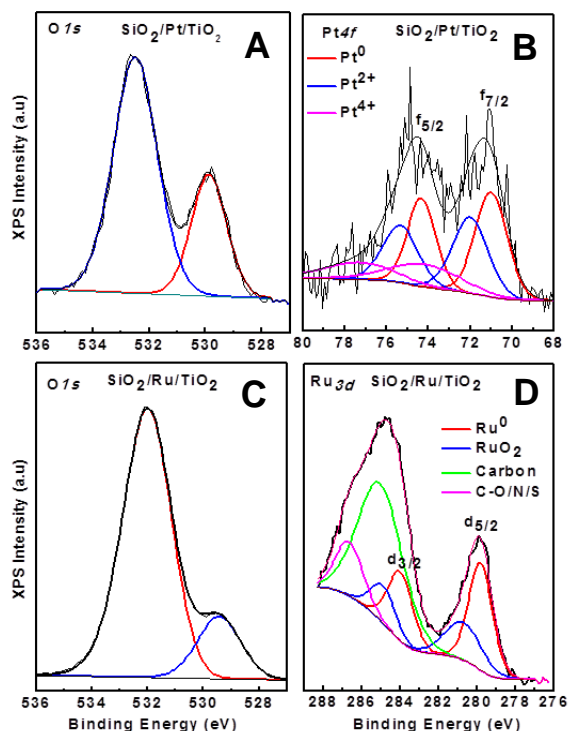 O 1s SiO2/Pt/TiO2 A
XPS Intensity (a.u)
536 534 532 530 528
Pt4f SiO2/Pt/TiO2 B
Pt0
Pt2+
Pt4+
f5/2
f7/2
80 78 76 74 72 70 68
O 1s SiO2/Ru/TiO2 C
XPS Intensity (a.u)
536 534 532 530 528
Binding Energy (eV)
Ru3d SiO2/Ru/TiO2 D
Ru0
RuO2
Carbon
C-O/N/S
d5/2
d3/2
288 286 284 282 280 278 276
Binding Energy (eV)